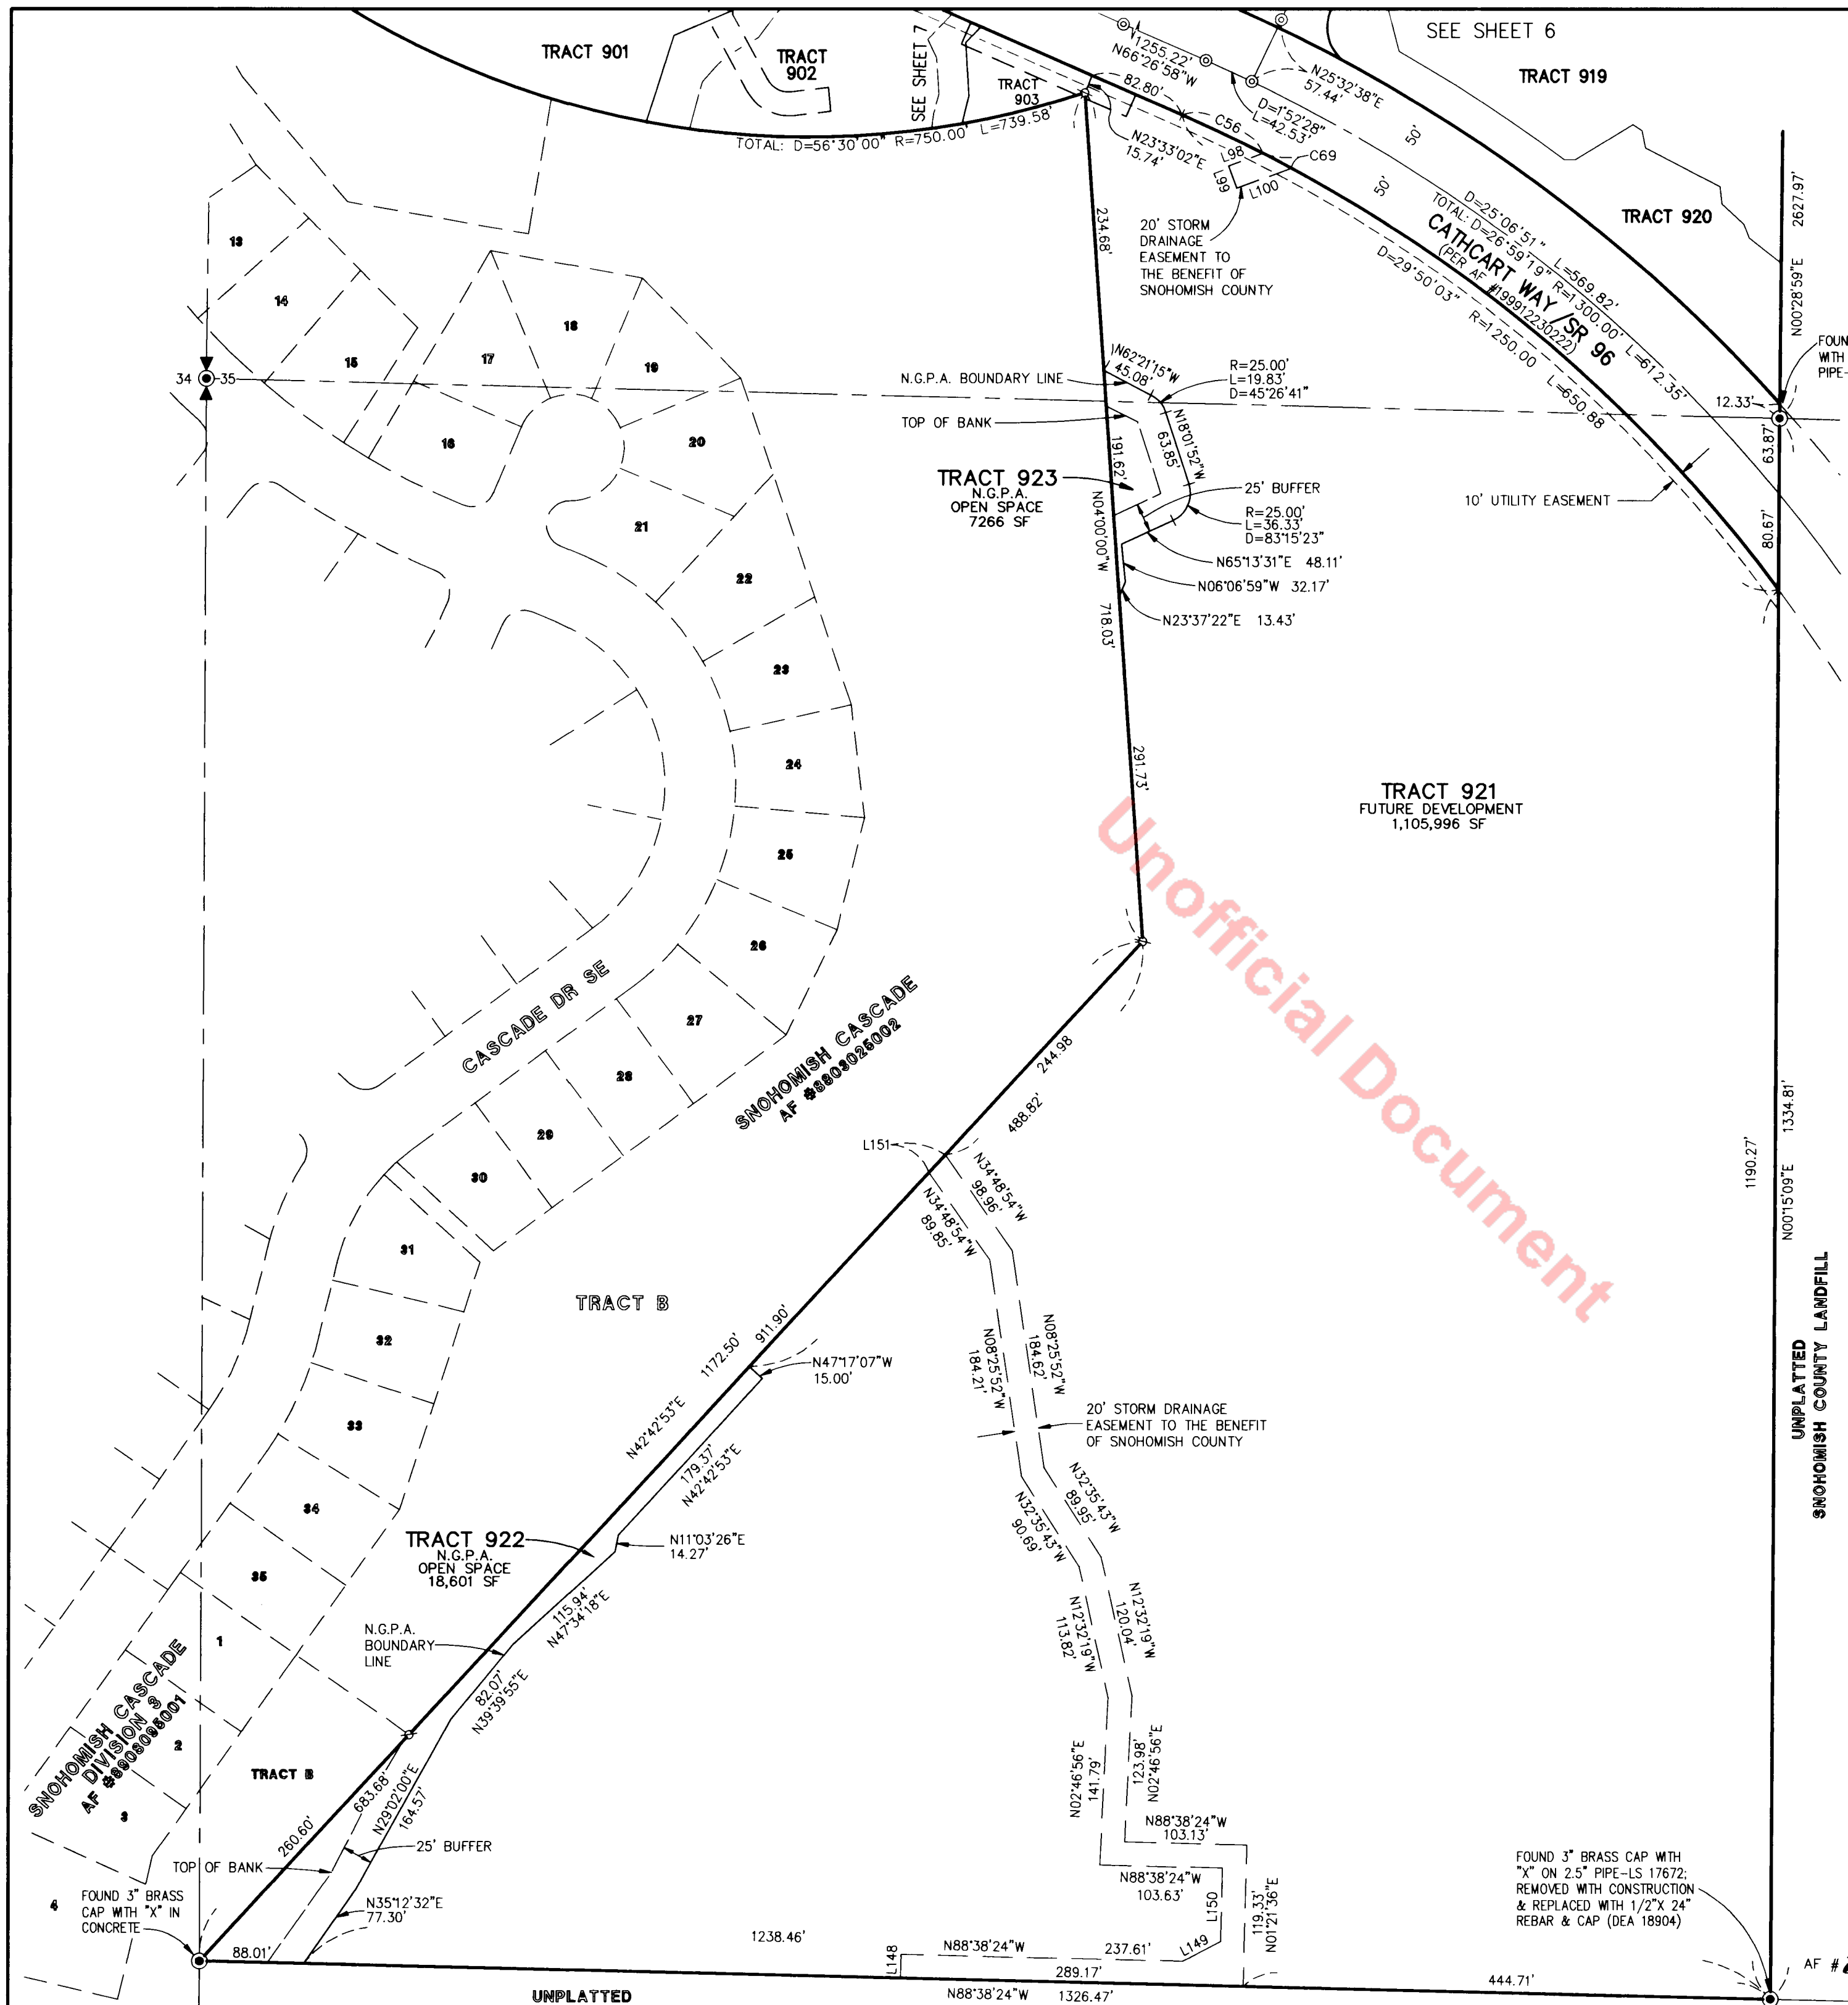 SEE SHEET 6
TRACT 901
TRACT
902
SEE SHEET 7
TRACT
903
TRACT 919
TRACT 920
1255.22'
N66°26'58"W
82.80'
N25°32'38"E
57.44'
D=1°52'28"
L=42.53'
C56
C69
L98
L99
L100
50'
50'
N23°33'02"E
15.74'
TOTAL: D=56°30'00" R=750.00' L=739.58'
20' STORM
DRAINAGE
EASEMENT TO
THE BENEFIT OF
SNOHOMISH COUNTY
D=25°06'51" L=569.82'
TOTAL: D=26°59'19" R=1300.00' L=612.35'
CATHCART WAY/SR 96
(PER AF #199912230222)
D=29°50'03" R=1250.00 L=650.88
2627.97'
N00°28'59"E
FOUN
WITH
PIPE-
12.33'
63.87'
80.67'
10' UTILITY EASEMENT
13
14
15
16
17
18
19
20
21
22
23
24
25
26
27
28
29
30
31
32
33
34
35
1
2
3
4
34
35
234.68'
N62°21'15"W
45.08'
R=25.00'
L=19.83'
D=45°26'41"
N.G.P.A. BOUNDARY LINE
TOP OF BANK
N18°01'52"W
63.85'
191.62'
TRACT 923
N.G.P.A.
OPEN SPACE
7266 SF
25' BUFFER
R=25.00'
L=36.33'
D=83°15'23"
N65°13'31"E 48.11'
N06°06'59"W 32.17'
N23°37'22"E 13.43'
N04°00'00"W
718.03'
291.73'
TRACT 921
FUTURE DEVELOPMENT
1,105,996 SF
Unofficial Document
CASCADE DR SE
SNOHOMISH CASCADE
AF #8803025002
244.98
488.82'
L151
N34°48'54"W
98.96'
N34°48'54"W
89.85'
TRACT B
911.90'
1172.50'
N42°42'53"E
N47°17'07"W
15.00'
179.37'
N42°42'53"E
N08°25'52"W
184.62'
N08°25'52"W
184.21'
20' STORM DRAINAGE
EASEMENT TO THE BENEFIT
OF SNOHOMISH COUNTY
N32°35'43"W
89.95'
N32°35'43"W
90.69'
1190.27'
1334.81'
N00°15'09"E
UNPLATTED
SNOHOMISH COUNTY LANDFILL
TRACT 922
N.G.P.A.
OPEN SPACE
18,601 SF
N11°03'26"E
14.27'
115.94'
N47°34'18"E
N.G.P.A.
BOUNDARY
LINE
82.07'
N39°39'55"E
N12°32'19"W
120.04'
N12°32'19"W
113.82'
SNOHOMISH CASCADE
DIVISION 3
TRACT B
683.68'
N29°02'00"E
164.57'
260.60'
25' BUFFER
TOP OF BANK
N02°46'56"E
141.79'
123.98'
N02°46'56"E
N88°38'24"W
103.13'
N88°38'24"W
103.63'
L150
119.33'
N01°21'36"E
FOUND 3" BRASS
CAP WITH "X" IN
CONCRETE
N35°12'32"E
77.30'
FOUND 3" BRASS CAP WITH
"X" ON 2.5" PIPE-LS 17672;
REMOVED WITH CONSTRUCTION
& REPLACED WITH 1/2"X 24"
REBAR & CAP (DEA 18904)
88.01'
1238.46'
L148
N88°38'24"W 237.61'
L149
289.17'
444.71'
AF #
UNPLATTED
N88°38'24"W 1326.47'